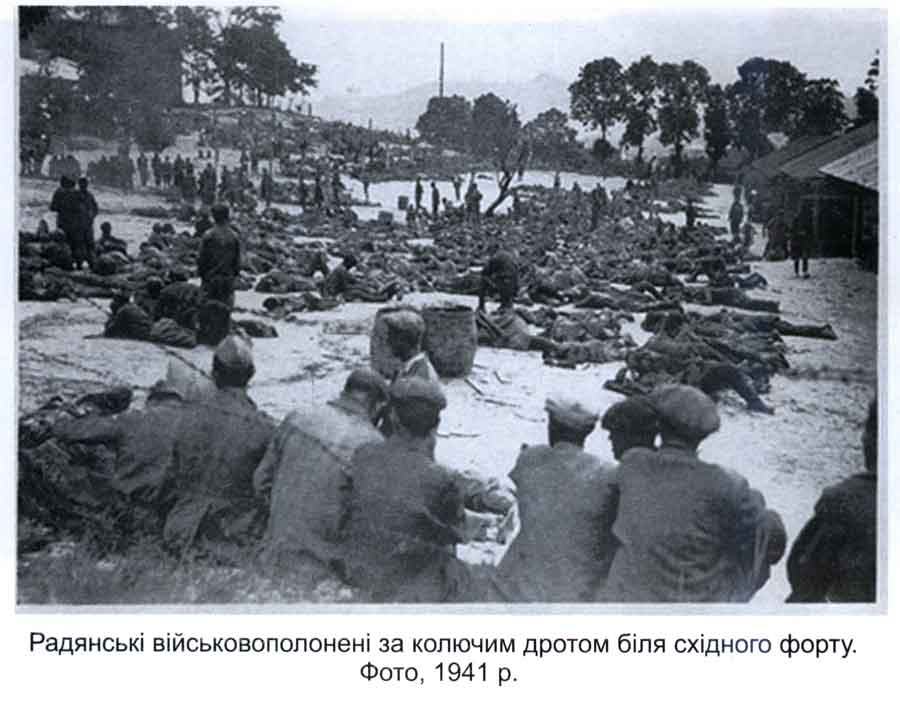 Радянські військовополонені за колючим дротом біля східного форту.
Фото, 1941 р.